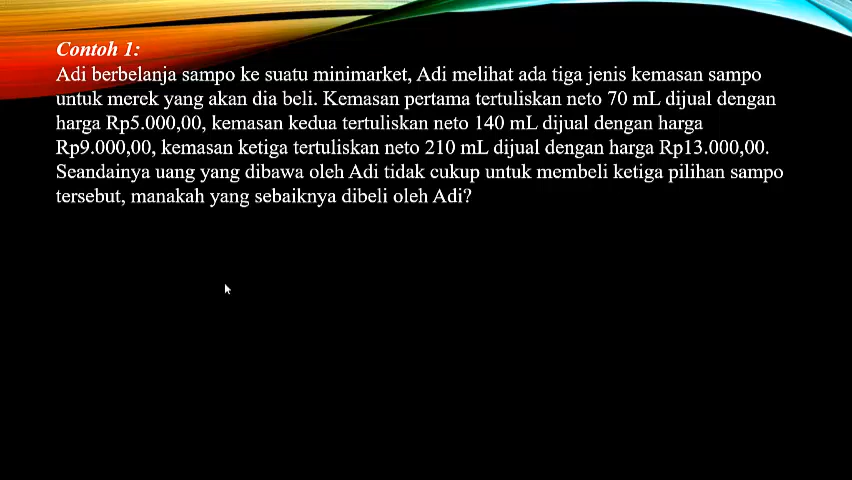 Contoh 1:
Adi berbelanja sampo ke suatu minimarket, Adi melihat ada tiga jenis kemasan sampo
untuk merek yang akan dia beli. Kemasan pertama tertuliskan neto 70 mL dijual dengan
harga Rp5.000,00, kemasan kedua tertuliskan neto 140 mL dijual dengan harga
Rp9.000,00, kemasan ketiga tertuliskan neto 210 mL dijual dengan harga Rp13.000,00.
Seandainya uang yang dibawa oleh Adi tidak cukup untuk membeli ketiga pilihan sampo
tersebut, manakah yang sebaiknya dibeli oleh Adi?